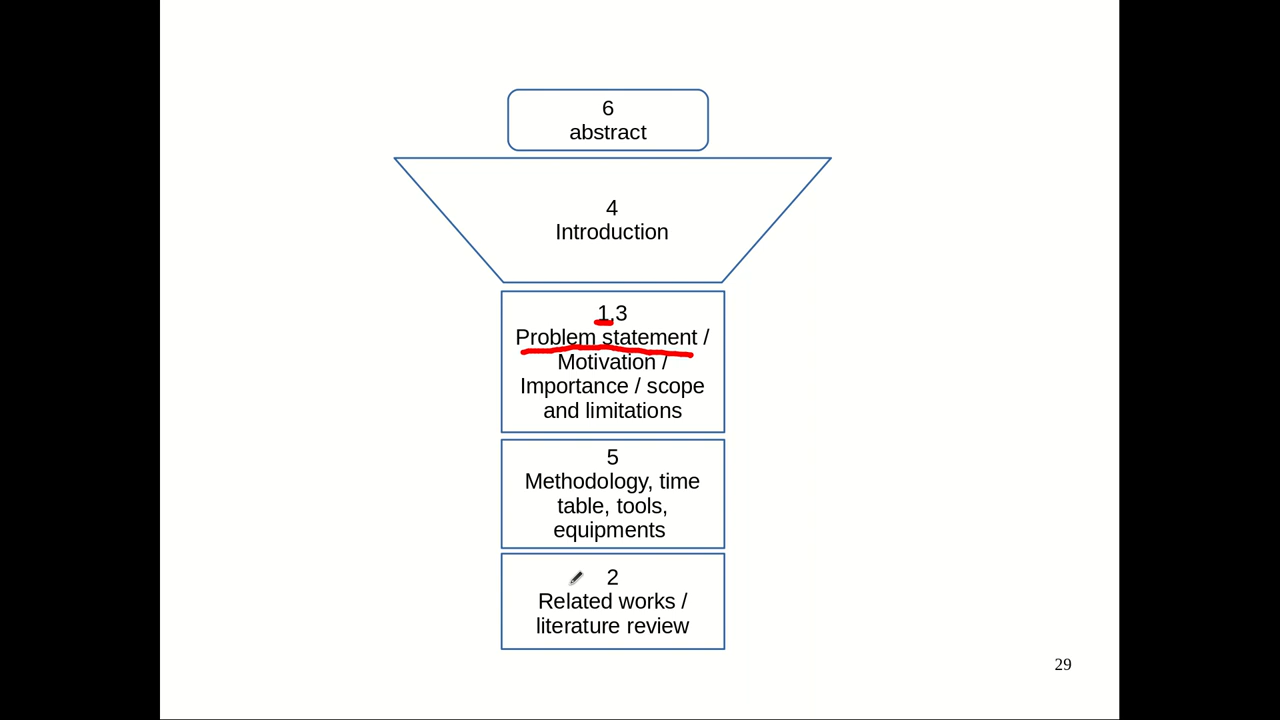 6
abstract
4
Introduction
1,3
Problem statement /
Motivation /
Importance / scope
and limitations
5
Methodology, time
table, tools,
equipments
2
Related works /
literature review
29